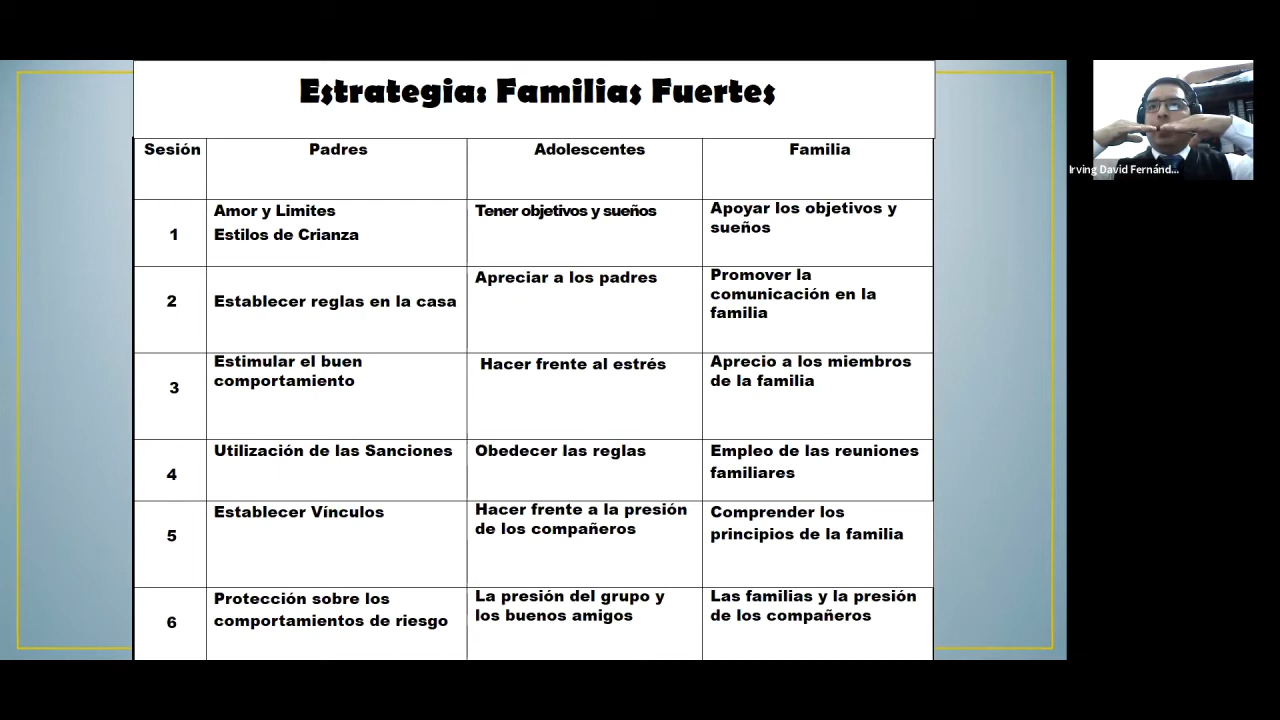 Estrategia: Familias Fuertes
Sesión Padres Adolescentes Familia
1
Amor y Limites
Estilos de Crianza
Tener objetivos y sueños
Apoyar los objetivos y
sueños
2
Establecer reglas en la casa
Apreciar a los padres
Promover la
comunicación en la
familia
3
Estimular el buen
comportamiento
Hacer frente al estrés
Aprecio a los miembros
de la familia
4
Utilización de las Sanciones
Obedecer las reglas
Empleo de las reuniones
familiares
5
Establecer Vínculos
Hacer frente a la presión
de los compañeros
Comprender los
principios de la familia
6
Protección sobre los
comportamientos de riesgo
La presión del grupo y
los buenos amigos
Las familias y la presión
de los compañeros
Irving David Fernánd...